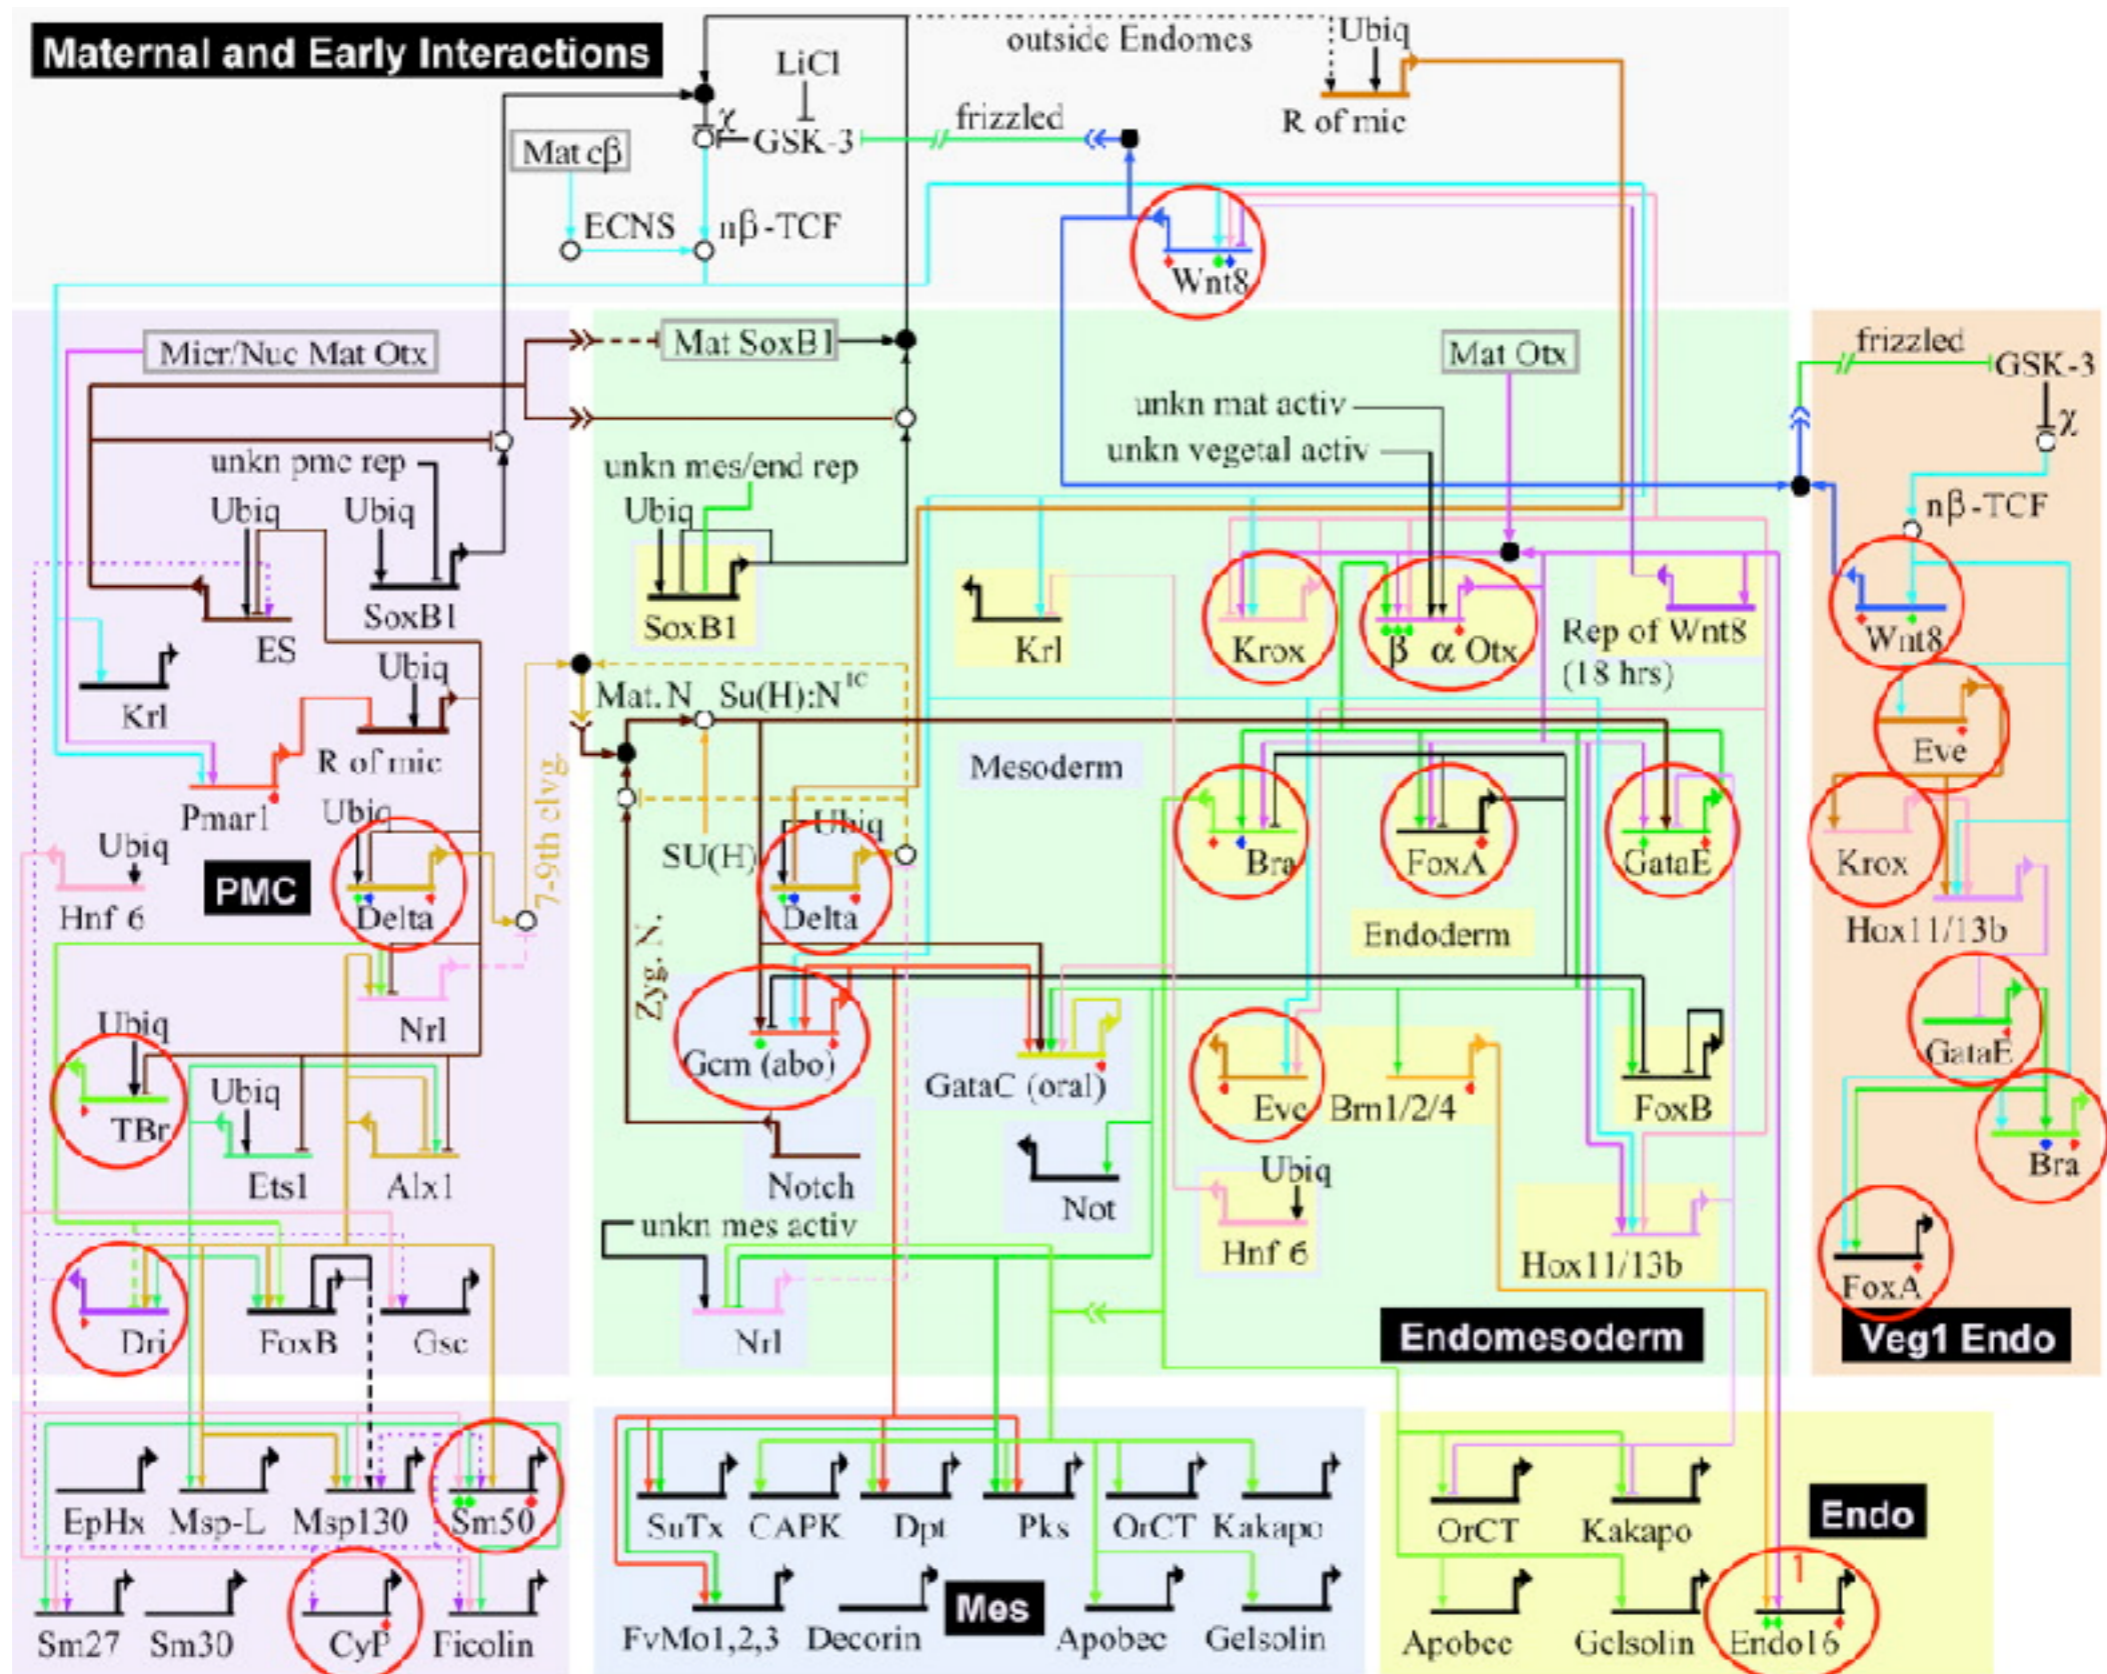 Maternal and Early Interactions
outside Endomes
Ubiq
LiCl
R of mic
χ
GSK-3
frizzled
Mat cβ
ECNS
nβ-TCF
Wnt8
Micr/Nuc Mat Otx
Mat SoxB1
Mat Otx
frizzled
GSK-3
χ
unkn mat activ
unkn vegetal activ
unkn pmc rep
unkn mes/end rep
Ubiq
Ubiq
Ubiq
nβ-TCF
SoxB1
ES
SoxB1
Krl
Krox
β α Otx
Rep of Wnt8
(18 hrs)
Wnt8
Krl
Ubiq
R of mic
Mat. N
Su(H):N IC
Eve
Pmar1
Mesoderm
7-9th clvg.
Ubiq
Ubiq
SU(H)
Bra
FoxA
GataE
Krox
Ubiq
Hnf 6
PMC
Delta
Delta
Endoderm
Hox11/13b
Zyg. N.
Nrl
Ubiq
Gcm (abo)
GataC (oral)
Eve
Brn1/2/4
FoxB
GataE
TBr
Ubiq
Ets1
Alx1
Notch
Not
Ubiq
Bra
unkn mes activ
Hnf 6
Hox11/13b
FoxA
Dri
FoxB
Gsc
Nrl
Endomesoderm
Veg1 Endo
EpHx
Msp-L
Msp130
Sm50
SuTx
CAPK
Dpt
Pks
OrCT
Kakapo
OrCT
Kakapo
Endo
1
Sm27
Sm30
CyP
Ficolin
FvMo1,2,3
Decorin
Mes
Apobec
Gelsolin
Apobec
Gelsolin
Endo16